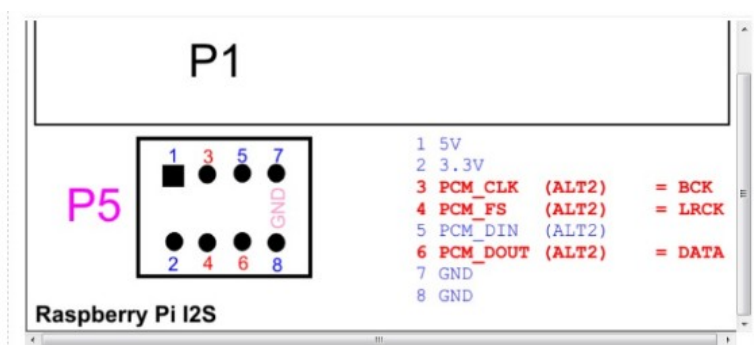 P1
P5
1 3 5 7
GND
2 4 6 8
1 5V
2 3.3V
3 PCM_CLK (ALT2) = BCK
4 PCM_FS (ALT2) = LRCK
5 PCM_DIN (ALT2)
6 PCM_DOUT (ALT2) = DATA
7 GND
8 GND
Raspberry Pi I2S